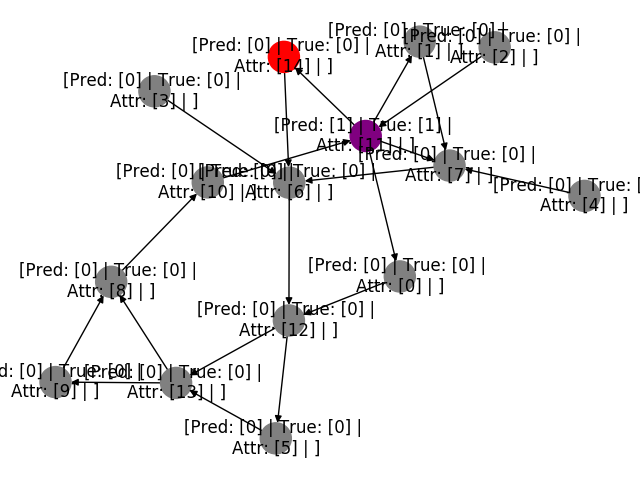 [Pred: [0] | True: [0] |
Attr: [1] | ]
[Pred: [0] | True: [0] |
Attr: [2] | ]
[Pred: [0] | True: [0] |
Attr: [14] | ]
[Pred: [0] | True: [0] |
Attr: [3] | ]
[Pred: [1] | True: [1] |
Attr: [11] | ]
[Pred: [0] | True: [0] |
Attr: [7] | ]
[Pred: [0] | True: [
Attr: [4] | ]
[Pred: [0] | True: [0] |
Attr: [10] | ]
[Pred: [0] | True: [0] |
Attr: [6] | ]
[Pred: [0] | True: [0] |
Attr: [8] | ]
[Pred: [0] | True: [0] |
Attr: [0] | ]
[Pred: [0] | True: [0] |
Attr: [12] | ]
d: [0] | True: [0] |
Attr: [9] | ]
[Pred: [0] | True: [0] |
Attr: [13] | ]
[Pred: [0] | True: [0] |
Attr: [5] | ]